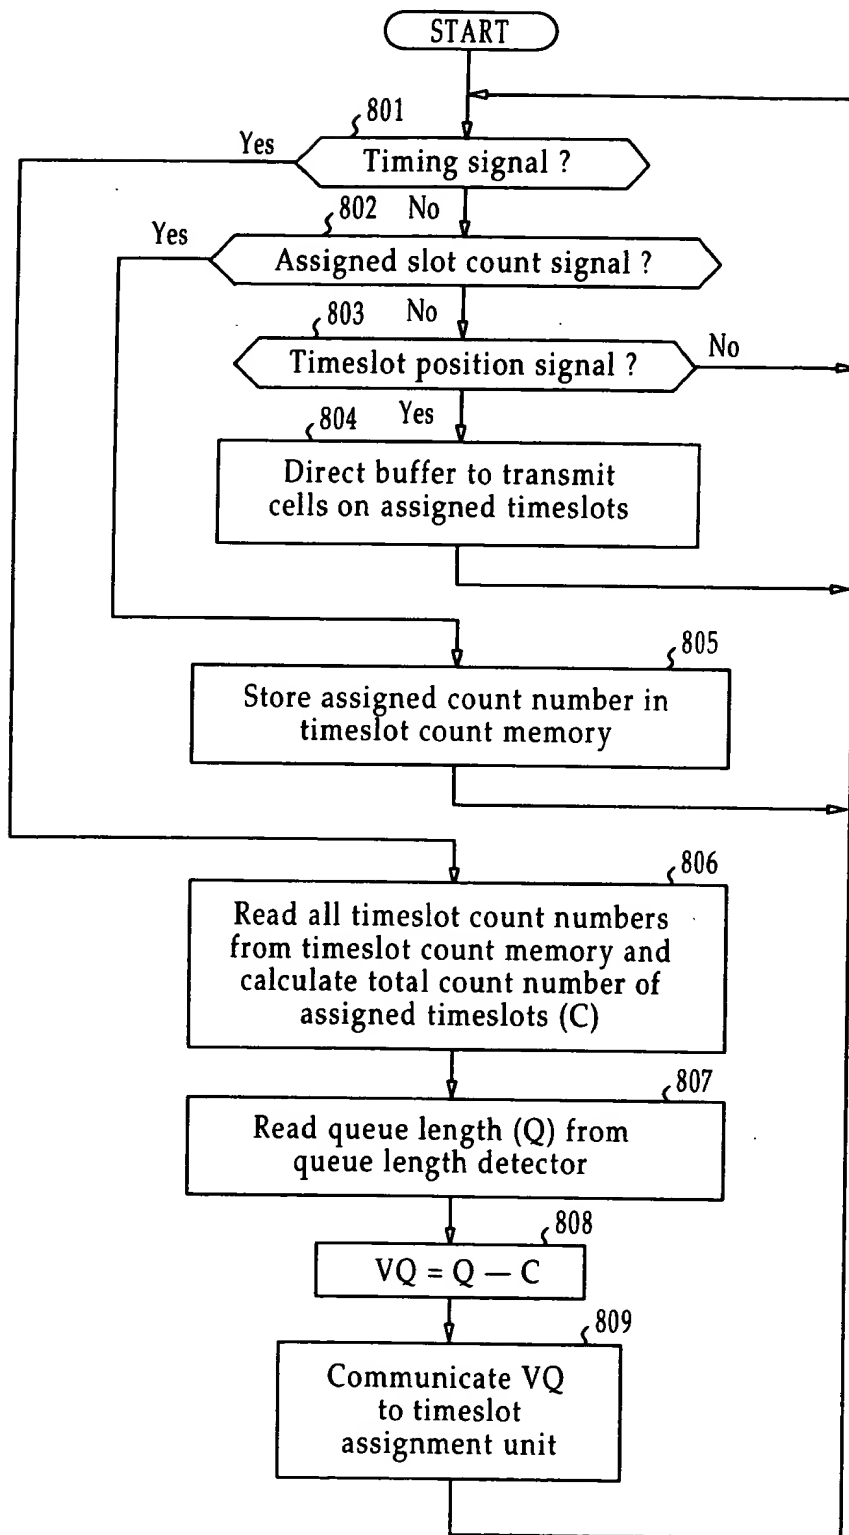 START
801
Yes
Timing signal ?
802
No
Yes
Assigned slot count signal ?
803
No
Timeslot position signal ?
No
804
Yes
Direct buffer to transmit
cells on assigned timeslots
805
Store assigned count number in
timeslot count memory
806
Read all timeslot count numbers
from timeslot count memory and
calculate total count number of
assigned timeslots (C)
807
Read queue length (Q) from
queue length detector
808
VQ = Q — C
809
Communicate VQ
to timeslot
assignment unit